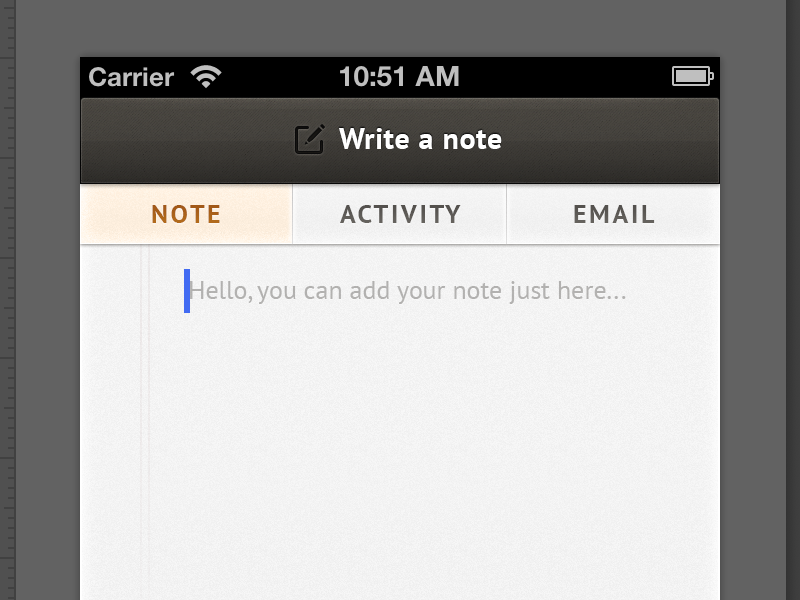 Carrier 10:51 AM
Write a note
NOTE ACTIVITY EMAIL
Hello, you can add your note just here...